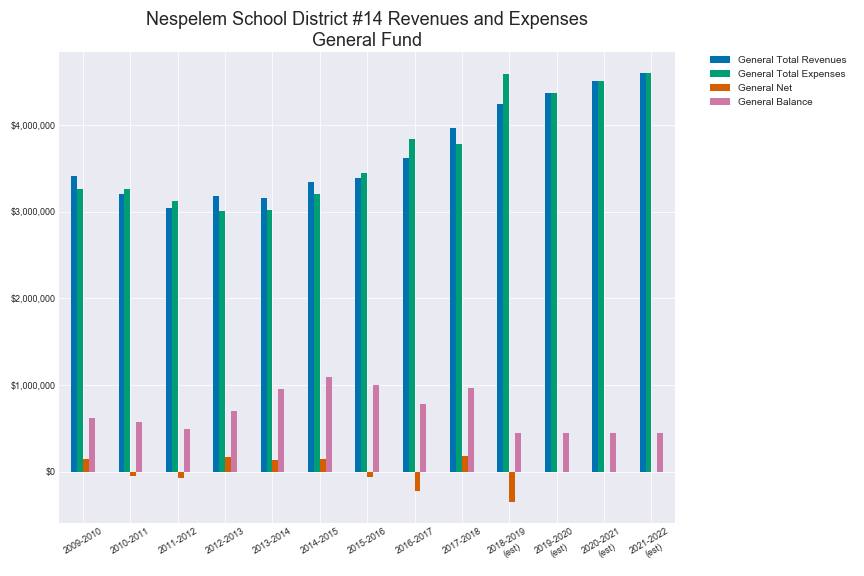 Nespelem School District #14 Revenues and Expenses
General Fund
General Total Revenues
General Total Expenses
General Net
General Balance
$4,000,000
$3,000,000
$2,000,000
$1,000,000
$0
2009-2010
2010-2011
2011-2012
2012-2013
2013-2014
2014-2015
2015-2016
2016-2017
2017-2018
2018-2019
(est)
2019-2020
(est)
2020-2021
(est)
2021-2022
(est)